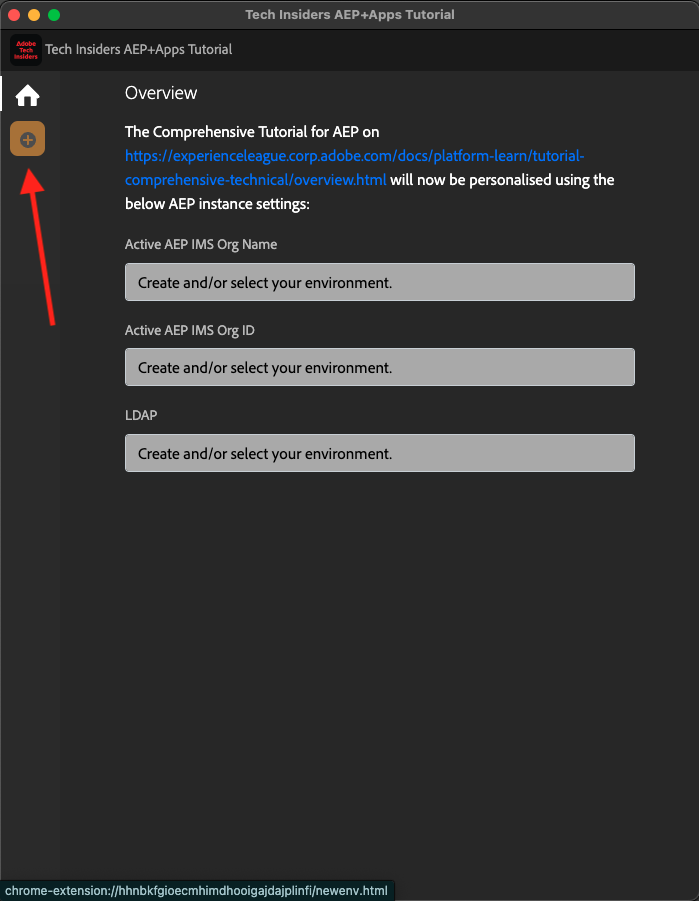 Tech Insiders AEP+Apps Tutorial
Adobe
Tech
Insiders
Tech Insiders AEP+Apps Tutorial
Overview
The Comprehensive Tutorial for AEP on
https://experienceleague.corp.adobe.com/docs/platform-learn/tutorial-
comprehensive-technical/overview.html will now be personalised using the
below AEP instance settings:
Active AEP IMS Org Name
Create and/or select your environment.
Active AEP IMS Org ID
Create and/or select your environment.
LDAP
Create and/or select your environment.
chrome-extension://hhnbkfgioecmhimdhooigajdajplinfi/newenv.html